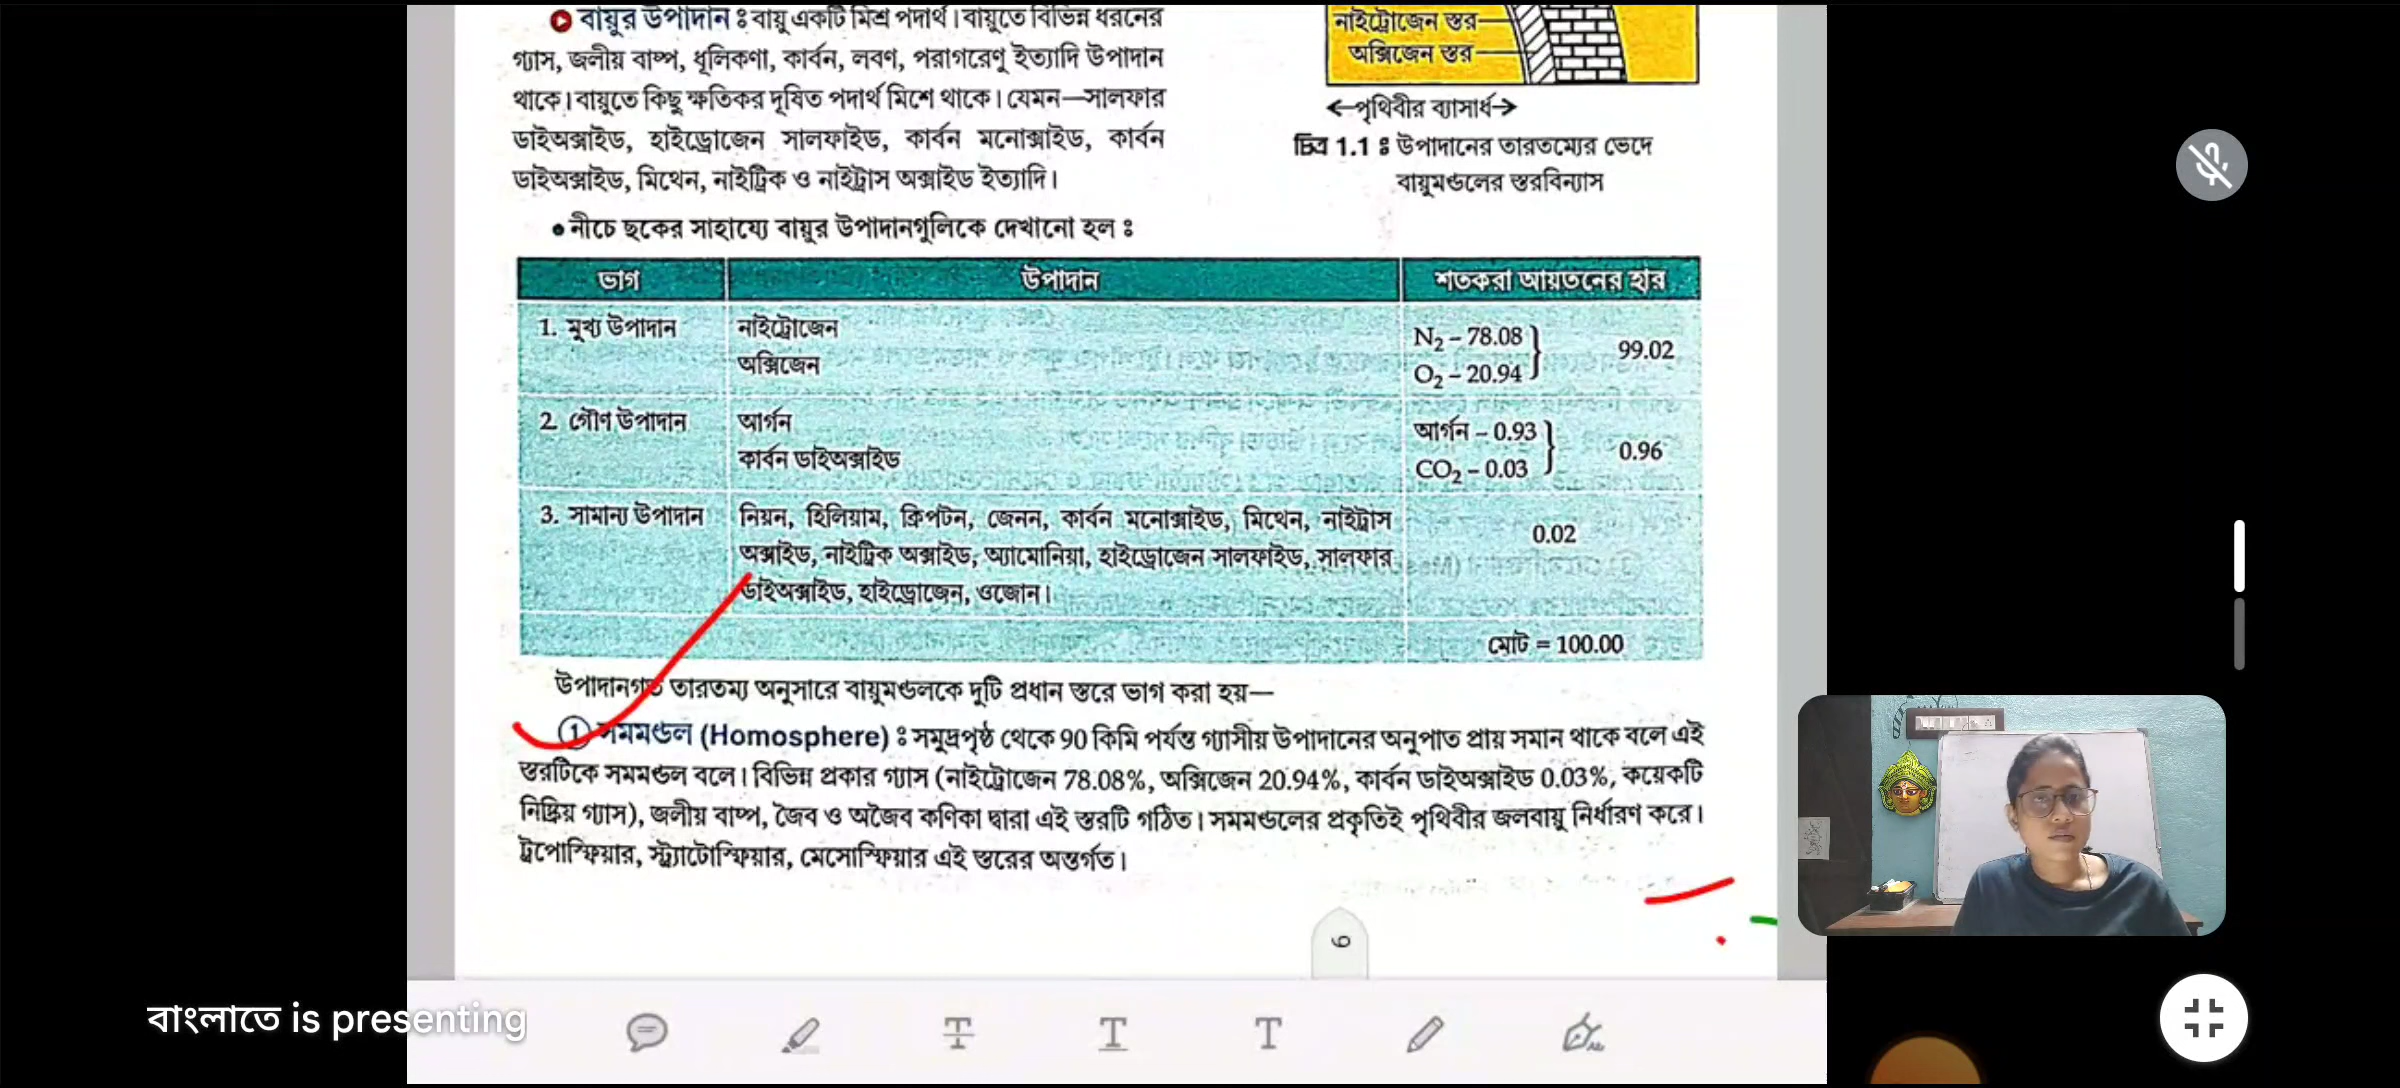 বায়ুর উপাদান ঃ বায়ু একটি মিশ্র পদার্থ। বায়ুতে বিভিন্ন ধরনের
গ্যাস, জলীয় বাষ্প, ধূলিকণা, কার্বন, লবণ, পরাগরেণু ইত্যাদি উপাদান
থাকে। বায়ুতে কিছু ক্ষতিকর দূষিত পদার্থ মিশে থাকে। যেমন—সালফার
ডাইঅক্সাইড, হাইড্রোজেন সালফাইড, কার্বন মনোক্সাইড, কার্বন
ডাইঅক্সাইড, মিথেন, নাইট্রিক ও নাইট্রাস অক্সাইড ইত্যাদি।
নাইট্রোজেন স্তর
অক্সিজেন স্তর
←পৃথিবীর ব্যাসার্ধ→
চিত্র 1.1 ঃ উপাদানের তারতম্যের ভেদে
বায়ুমণ্ডলের স্তরবিন্যাস
• নীচে ছকের সাহায্যে বায়ুর উপাদানগুলিকে দেখানো হল ঃ
ভাগ উপাদান শতকরা আয়তনের হার
1. মুখ্য উপাদান নাইট্রোজেন N₂ – 78.08
অক্সিজেন O₂ – 20.94 99.02
2. গৌণ উপাদান আর্গন আর্গন – 0.93
কার্বন ডাইঅক্সাইড CO₂ – 0.03 0.96
3. সামান্য উপাদান নিয়ন, হিলিয়াম, ক্রিপটন, জেনন, কার্বন মনোক্সাইড, মিথেন, নাইট্রাস 0.02
অক্সাইড, নাইট্রিক অক্সাইড, অ্যামোনিয়া, হাইড্রোজেন সালফাইড, সালফার
ডাইঅক্সাইড, হাইড্রোজেন, ওজোন।
মোট = 100.00
উপাদানগত তারতম্য অনুসারে বায়ুমণ্ডলকে দুটি প্রধান স্তরে ভাগ করা হয়—
① সমমণ্ডল (Homosphere) ঃ সমুদ্রপৃষ্ঠ থেকে 90 কিমি পর্যন্ত গ্যাসীয় উপাদানের অনুপাত প্রায় সমান থাকে বলে এই
স্তরটিকে সমমণ্ডল বলে। বিভিন্ন প্রকার গ্যাস (নাইট্রোজেন 78.08%, অক্সিজেন 20.94%, কার্বন ডাইঅক্সাইড 0.03%, কয়েকটি
নিষ্ক্রিয় গ্যাস), জলীয় বাষ্প, জৈব ও অজৈব কণিকা দ্বারা এই স্তরটি গঠিত। সমমণ্ডলের প্রকৃতিই পৃথিবীর জলবায়ু নির্ধারণ করে।
ট্রপোস্ফিয়ার, স্ট্র্যাটোস্ফিয়ার, মেসোস্ফিয়ার এই স্তরের অন্তর্গত।
বাংলাতে is presenting